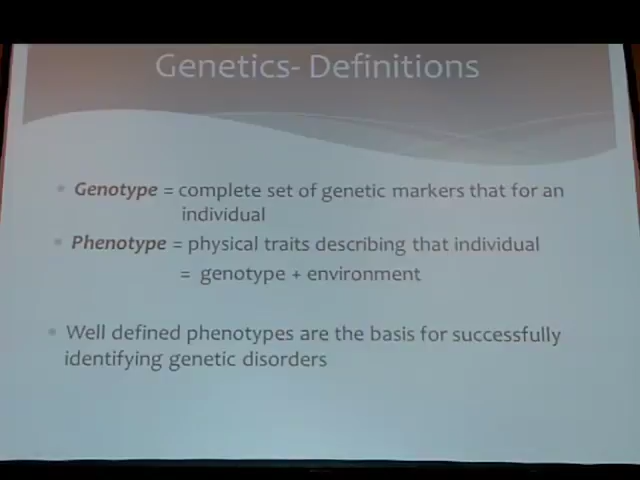 Genetics- Definitions
Genotype = complete set of genetic markers that for an
individual
Phenotype = physical traits describing that individual
= genotype + environment
Well defined phenotypes are the basis for successfully
identifying genetic disorders